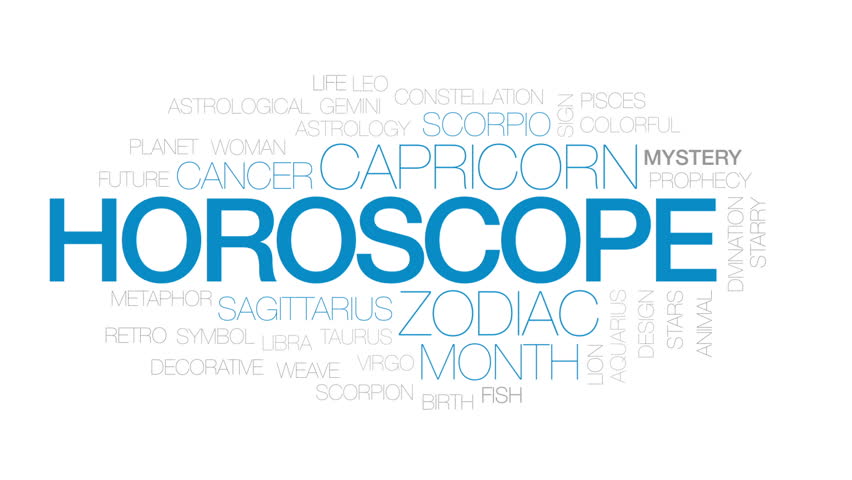 LIFE LEO
ASTROLOGICAL GEMINI CONSTELLATION SIGN PISCES
ASTROLOGY SCORPIO COLORFUL
PLANET WOMAN CAPRICORN MYSTERY
FUTURE CANCER PROPHECY
HOROSCOPE
DIVINATION
STARRY
METAPHOR SAGITTARIUS ZODIAC
RETRO SYMBOL LIBRA TAURUS
DECORATIVE WEAVE VIRGO MONTH
LION
AQUARIUS
DESIGN
STARS
ANIMAL
SCORPION BIRTH FISH